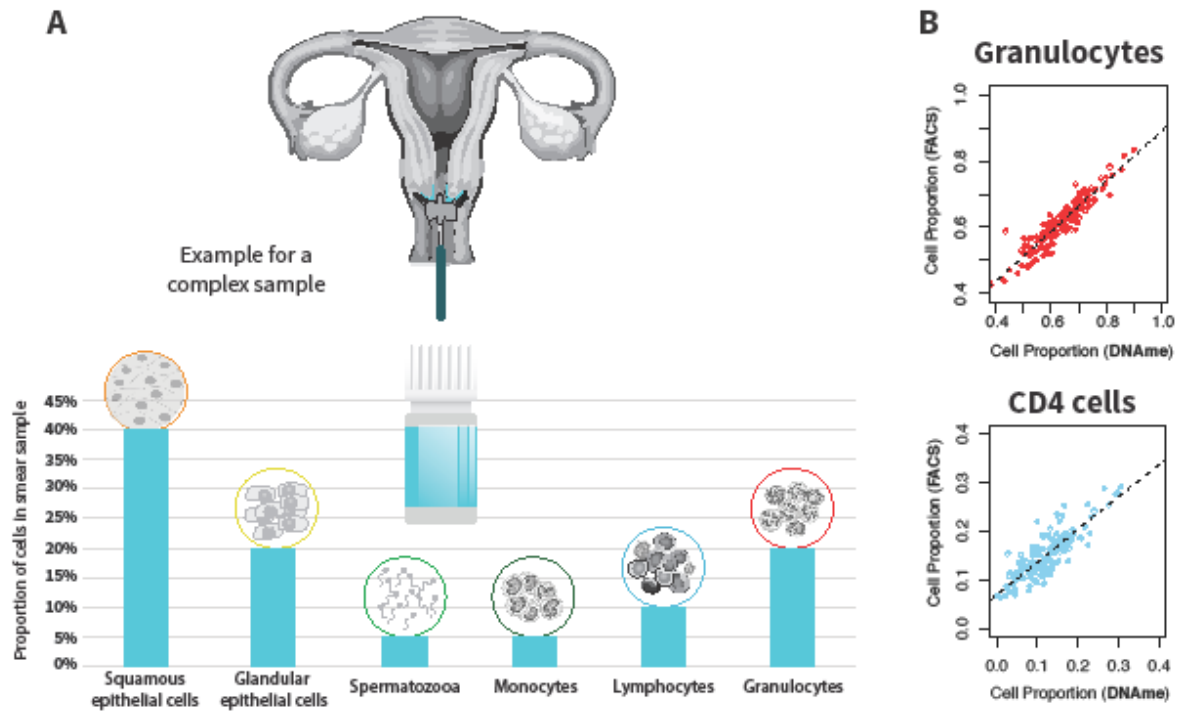 A
Example for a
complex sample
Proportion of cells in smear sample
45%
40%
35%
30%
25%
20%
15%
10%
5%
0%
Squamous
epithelial cells
Glandular
epithelial cells
Spermatozooa
Monocytes
Lymphocytes
Granulocytes
B
Granulocytes
Cell Proportion (FACS)
1.0
0.8
0.6
0.4
0.4 0.6 0.8 1.0
Cell Proportion (DNAme)
CD4 cells
Cell Proportion (FACS)
0.4
0.3
0.2
0.1
0.0
0.0 0.1 0.2 0.3 0.4
Cell Proportion (DNAme)